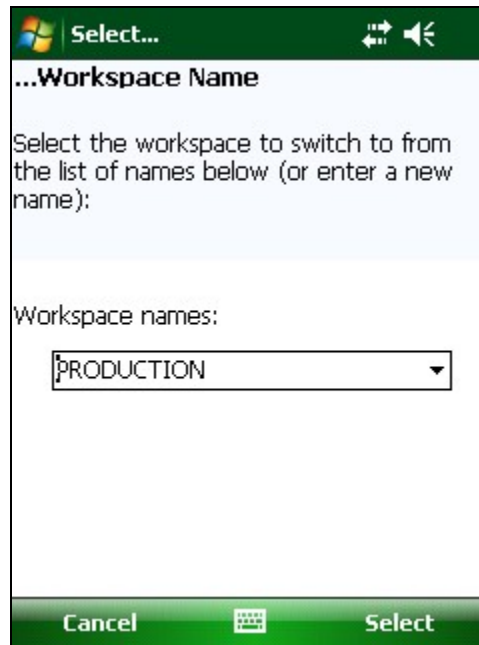 Select...
...Workspace Name
Select the workspace to switch to from
the list of names below (or enter a new
name):
Workspace names:
PRODUCTION
Cancel Select